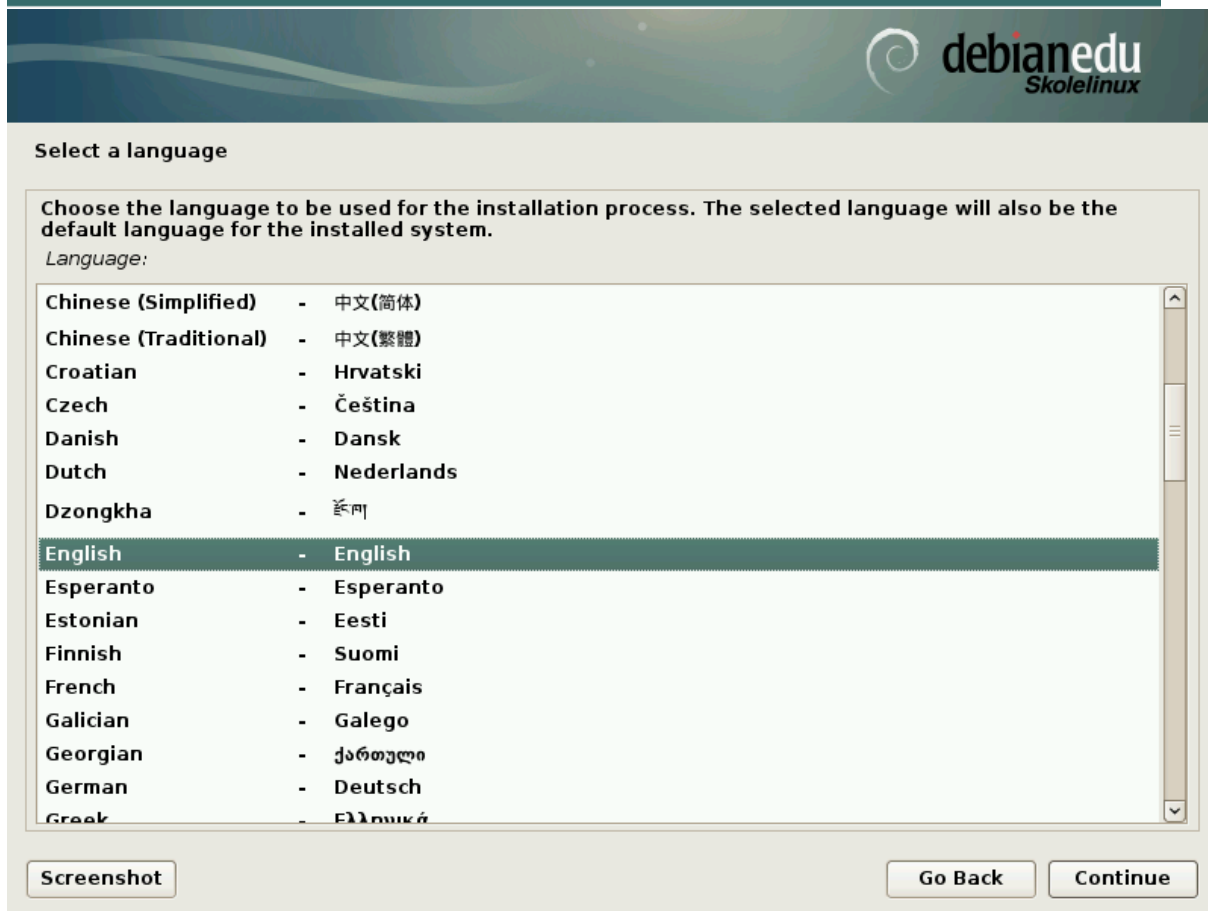 debianedu
Skolelinux
Select a language
Choose the language to be used for the installation process. The selected language will also be the
default language for the installed system.
Language:
Chinese (Simplified) - 中文(简体)
Chinese (Traditional) - 中文(繁體)
Croatian - Hrvatski
Czech - Čeština
Danish - Dansk
Dutch - Nederlands
Dzongkha - རྫོང་ཁ།
English - English
Esperanto - Esperanto
Estonian - Eesti
Finnish - Suomi
French - Français
Galician - Galego
Georgian - ქართული
German - Deutsch
Greek - Ελληνικά
Screenshot Go Back Continue